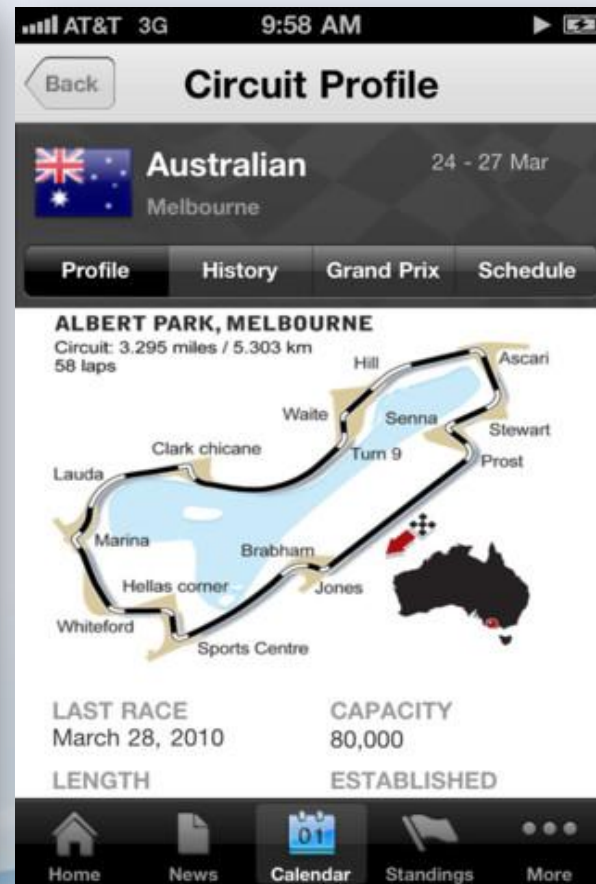 AT&T 3G 9:58 AM
Back Circuit Profile
Australian 24 - 27 Mar
Melbourne
Profile History Grand Prix Schedule
ALBERT PARK, MELBOURNE
Circuit: 3.295 miles / 5.303 km
58 laps
Hill
Ascari
Waite
Senna
Stewart
Clark chicane
Turn 9
Prost
Lauda
Marina
Brabham
Hellas corner
Jones
Whiteford
Sports Centre
LAST RACE CAPACITY
March 28, 2010 80,000
LENGTH ESTABLISHED
01
Home News Calendar Standings More